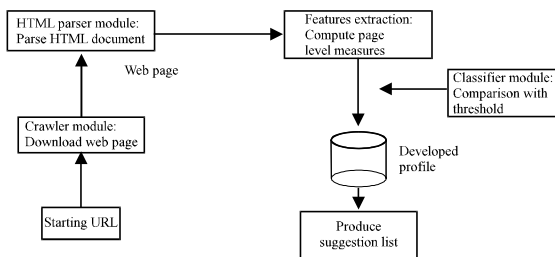 HTML parser module:
Parse HTML document
Features extraction:
Compute page
level measures
Web page
Classifier module:
Comparison with
threshold
Crawler module:
Download web page
Developed
profile
Starting URL
Produce
suggestion list